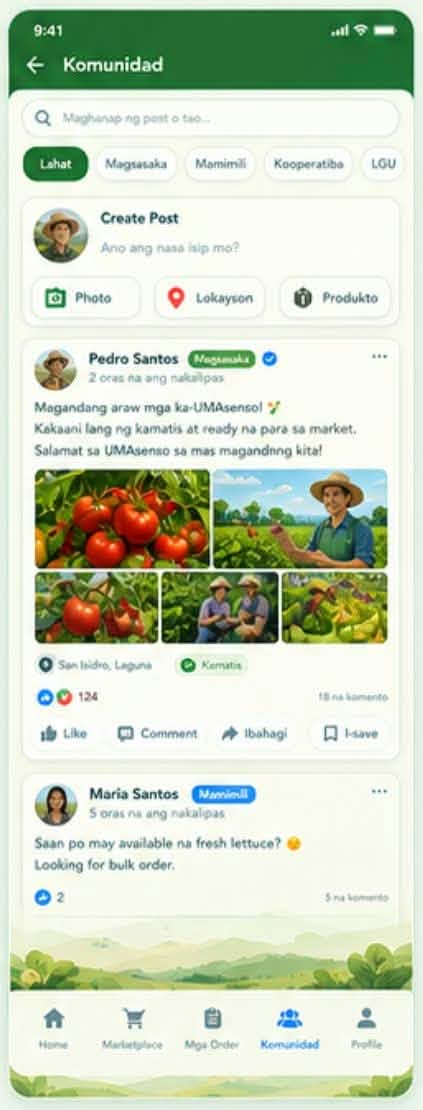 9:41
Komunidad
Maghanap ng post o tao...
Lahat Magsasaka Mamimili Kooperatiba LGU
Create Post
Ano ang nasa isip mo?
Photo Lokayson Produkto
Pedro Santos Magsasaka
2 oras na ang nakalipas
Magandang araw mga ka-UMAsenso!
Kakaani lang ng kamatis at ready na para sa market.
Salamat sa UMAsenso sa mas magandnng kita!
San Isidro, Laguna Kamatis
124 18 na komento
Like Comment Ibahagi I-save
Maria Santos Mamimili
5 oras na ang nakalipas
Saan po may available na fresh lettuce?
Looking for bulk order.
2 5 na komento
Home Marketplace Mga Order Komunidad Profile